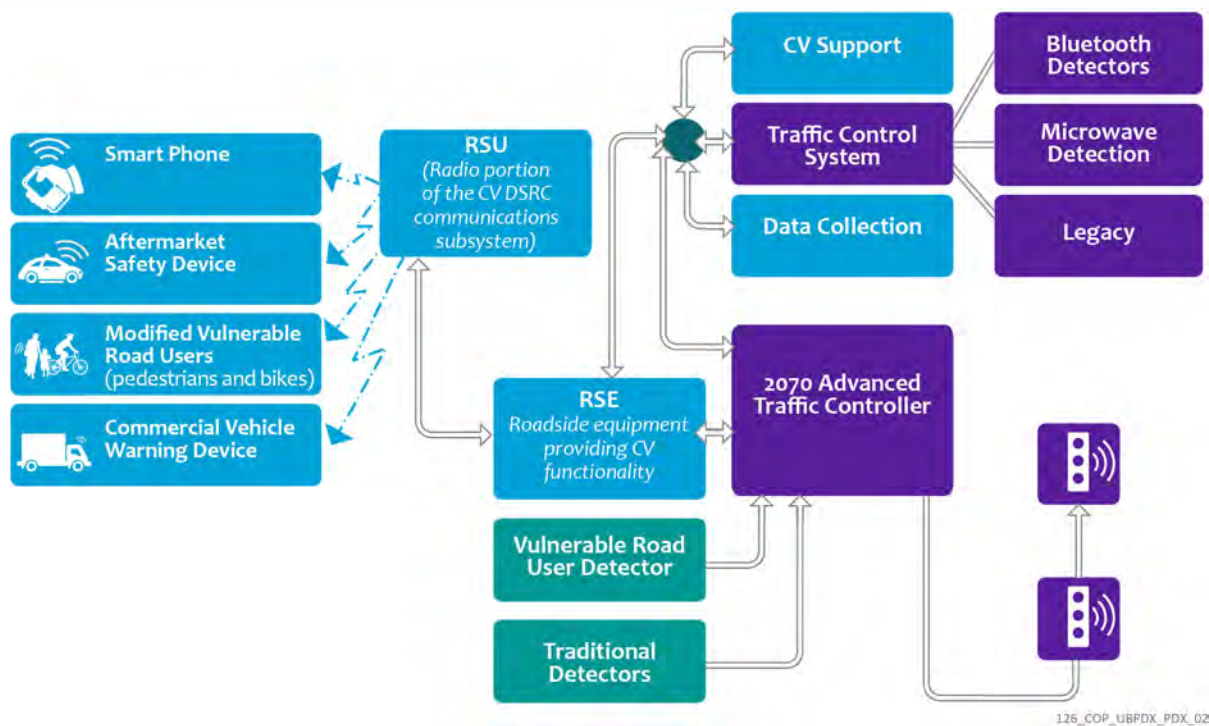 Smart Phone
Aftermarket
Safety Device
Modified Vulnerable
Road Users
(pedestrians and bikes)
Commercial Vehicle
Warning Device
RSU
(Radio portion
of the CV DSRC
communications
subsystem)
RSE
Roadside equipment
providing CV
functionality
Vulnerable Road
User Detector
Traditional
Detectors
CV Support
Traffic Control
System
Data Collection
2070 Advanced
Traffic Controller
Bluetooth
Detectors
Microwave
Detection
Legacy
126_COP_UBPDX_PDX_02